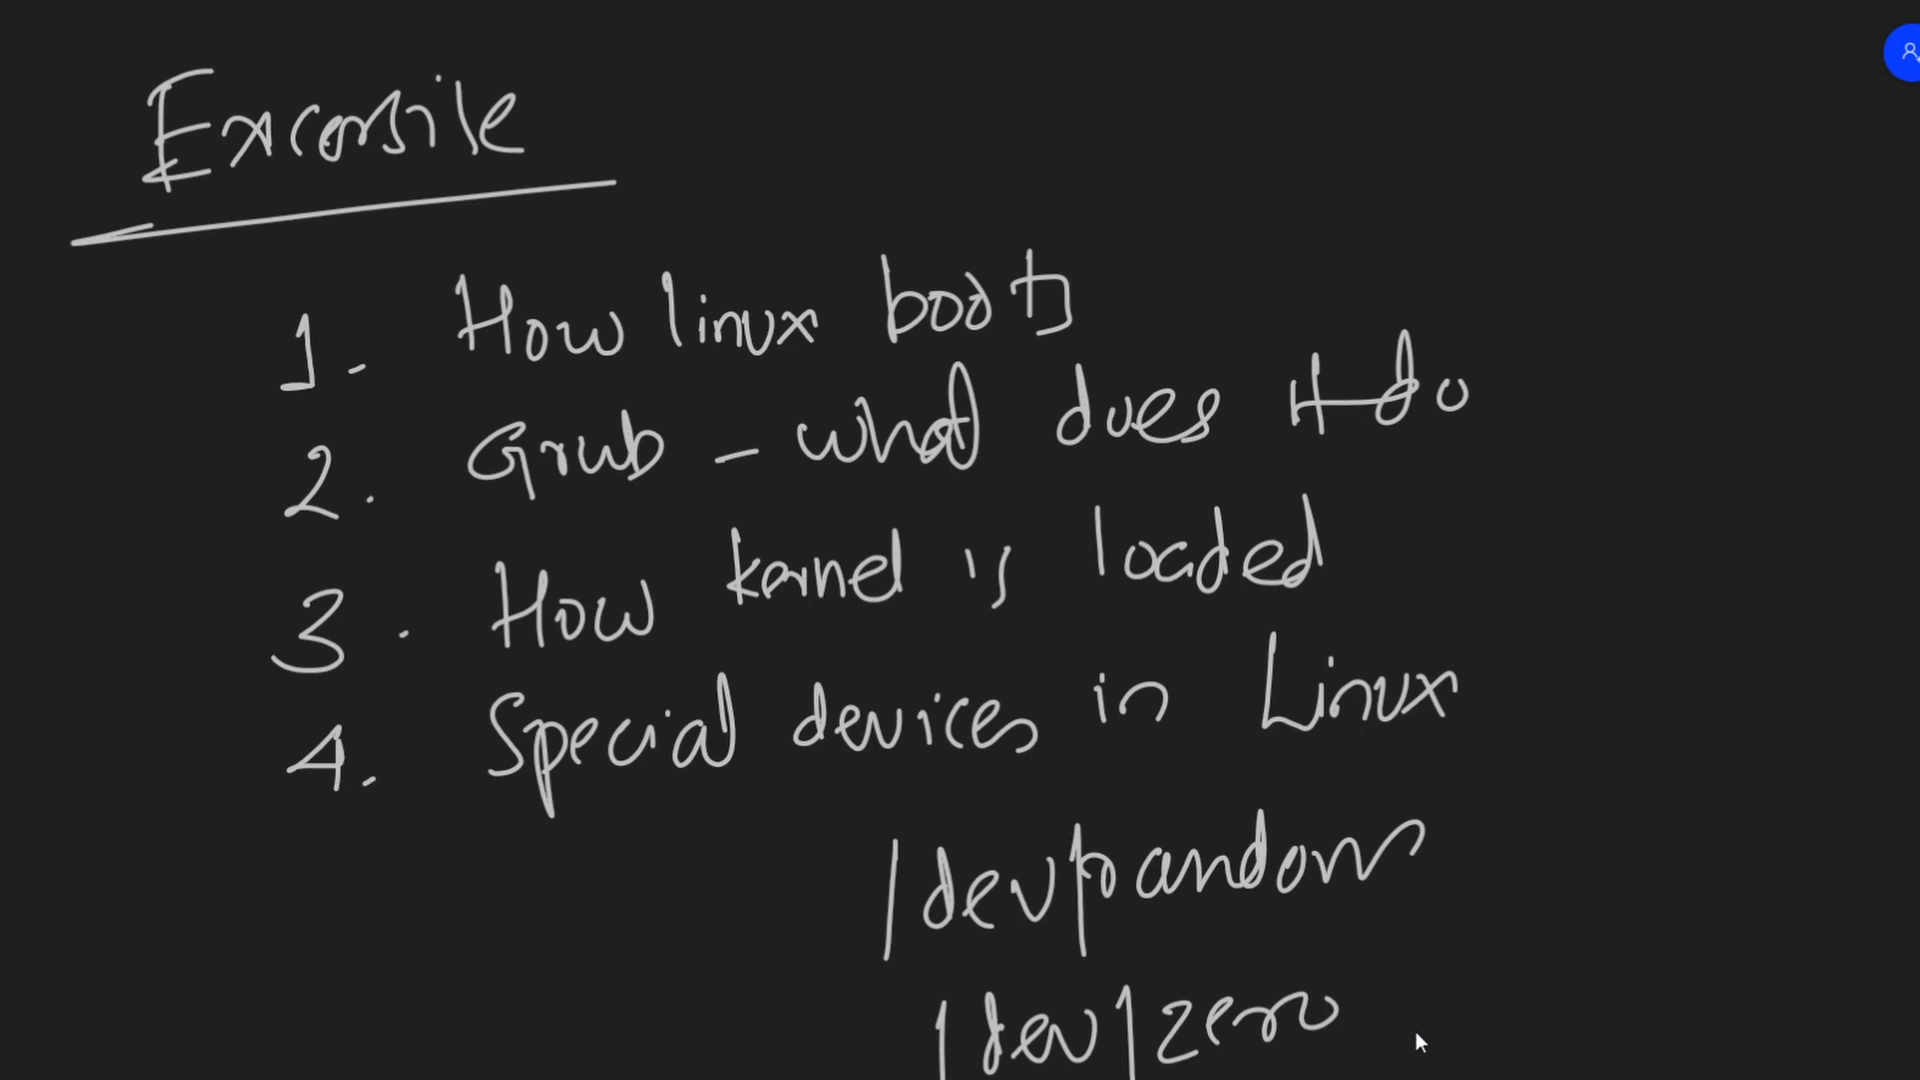 Excersise
1. How linux boots
2. Grub - what does it do
3. How kernel is loaded
4. Special devices in Linux
/dev/random
/dev/zero